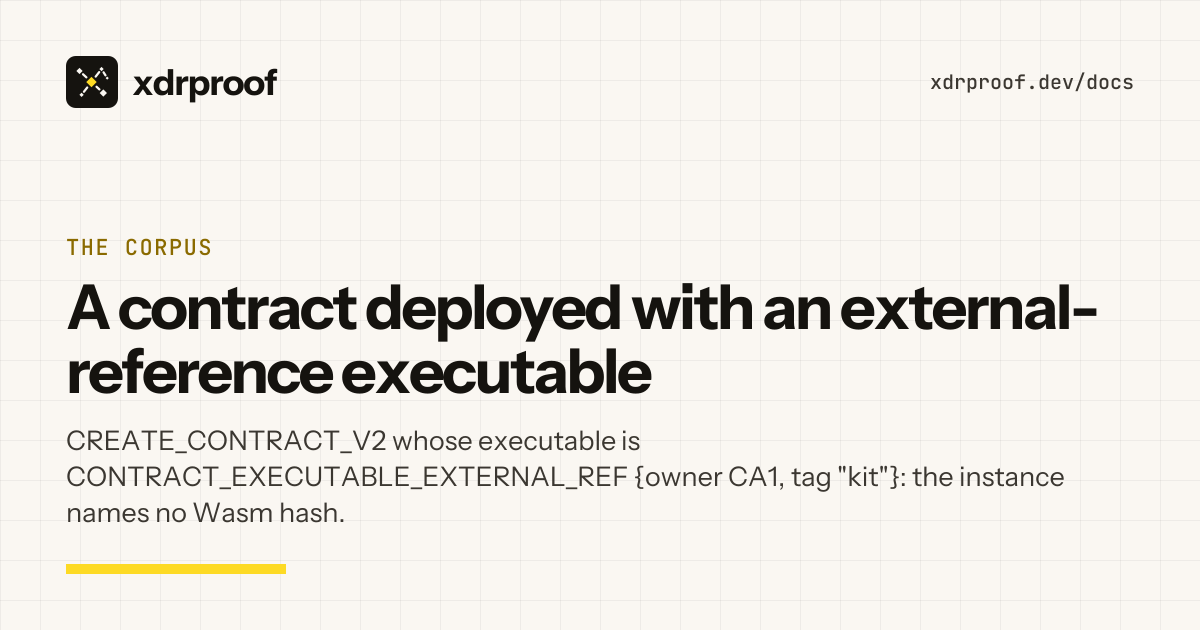 xdrproof
xdrproof.dev/docs
THE CORPUS
A contract deployed with an external-
reference executable
CREATE_CONTRACT_V2 whose executable is
CONTRACT_EXECUTABLE_EXTERNAL_REF {owner CA1, tag "kit"}: the instance
names no Wasm hash.